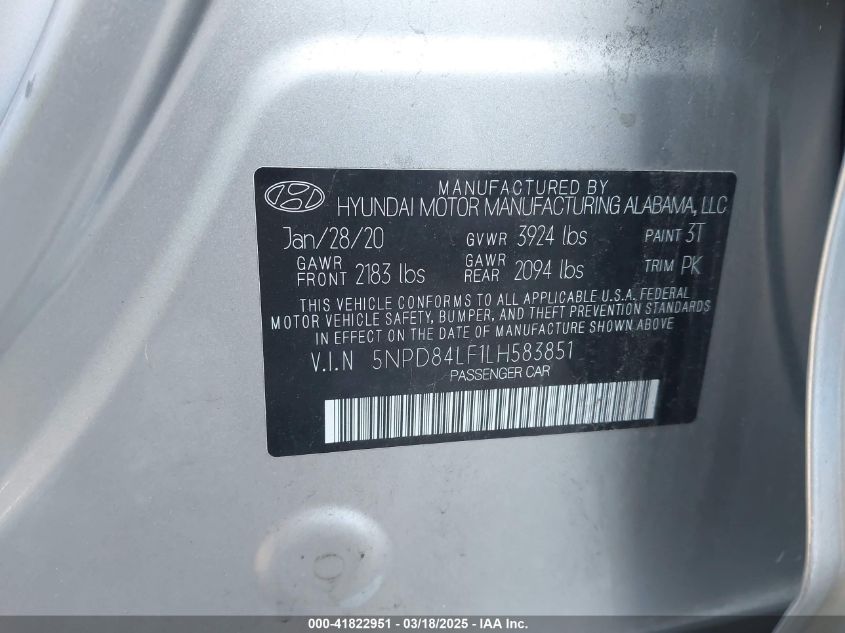 MANUFACTURED BY
HYUNDAI MOTOR MANUFACTURING ALABAMA, LLC
Jan/28/20 GVWR 3924 lbs PAINT 3T
GAWR FRONT 2183 lbs GAWR REAR 2094 lbs TRIM PK
THIS VEHICLE CONFORMS TO ALL APPLICABLE U.S.A. FEDERAL
MOTOR VEHICLE SAFETY, BUMPER, AND THEFT PREVENTION STANDARDS
IN EFFECT ON THE DATE OF MANUFACTURE SHOWN ABOVE
V.I.N 5NPD84LF1LH583851
PASSENGER CAR
000-41822951 - 03/18/2025 - IAA Inc.